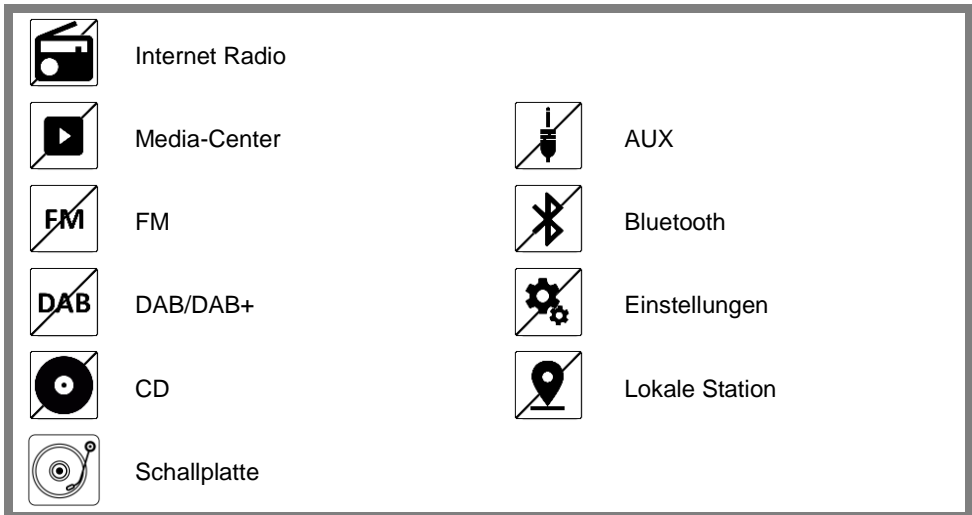 Internet Radio
Media-Center
AUX
FM FM
Bluetooth
DAB DAB/DAB+
Einstellungen
CD
Lokale Station
Schallplatte